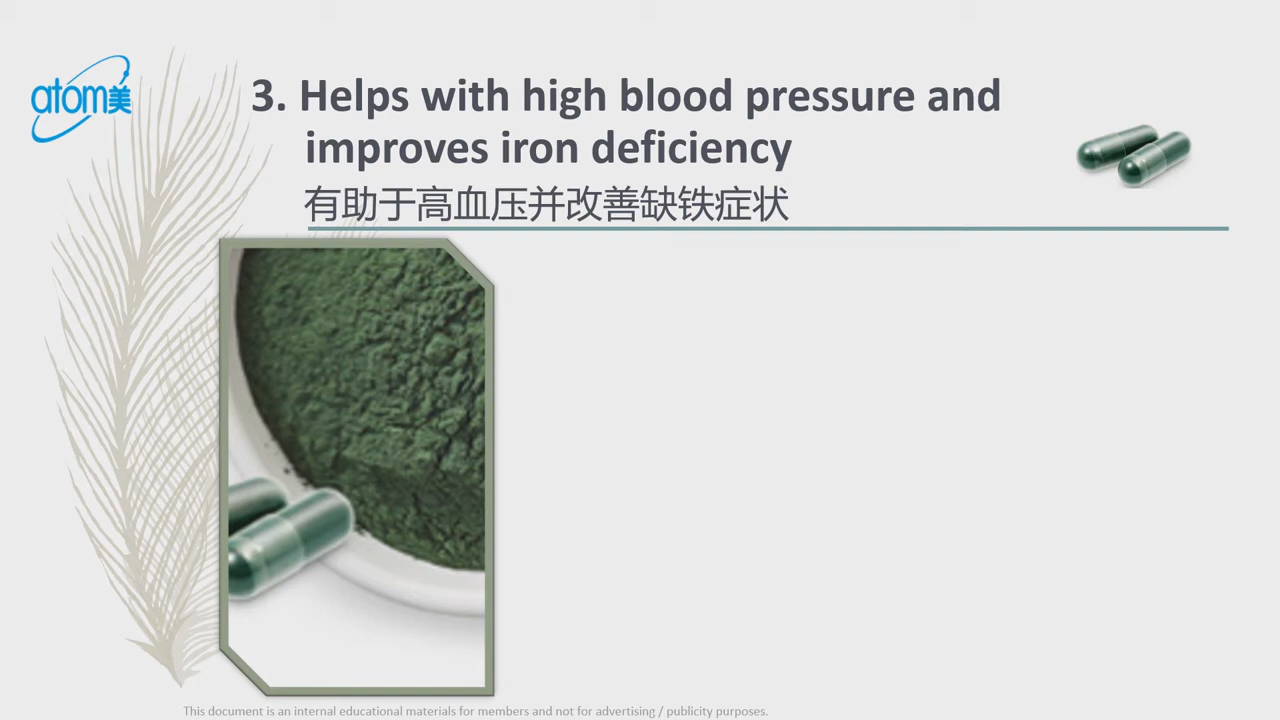 atom美
3. Helps with high blood pressure and
improves iron deficiency
有助于高血压并改善缺铁症状
This document is an internal educational materials for members and not for advertising / publicity purposes.